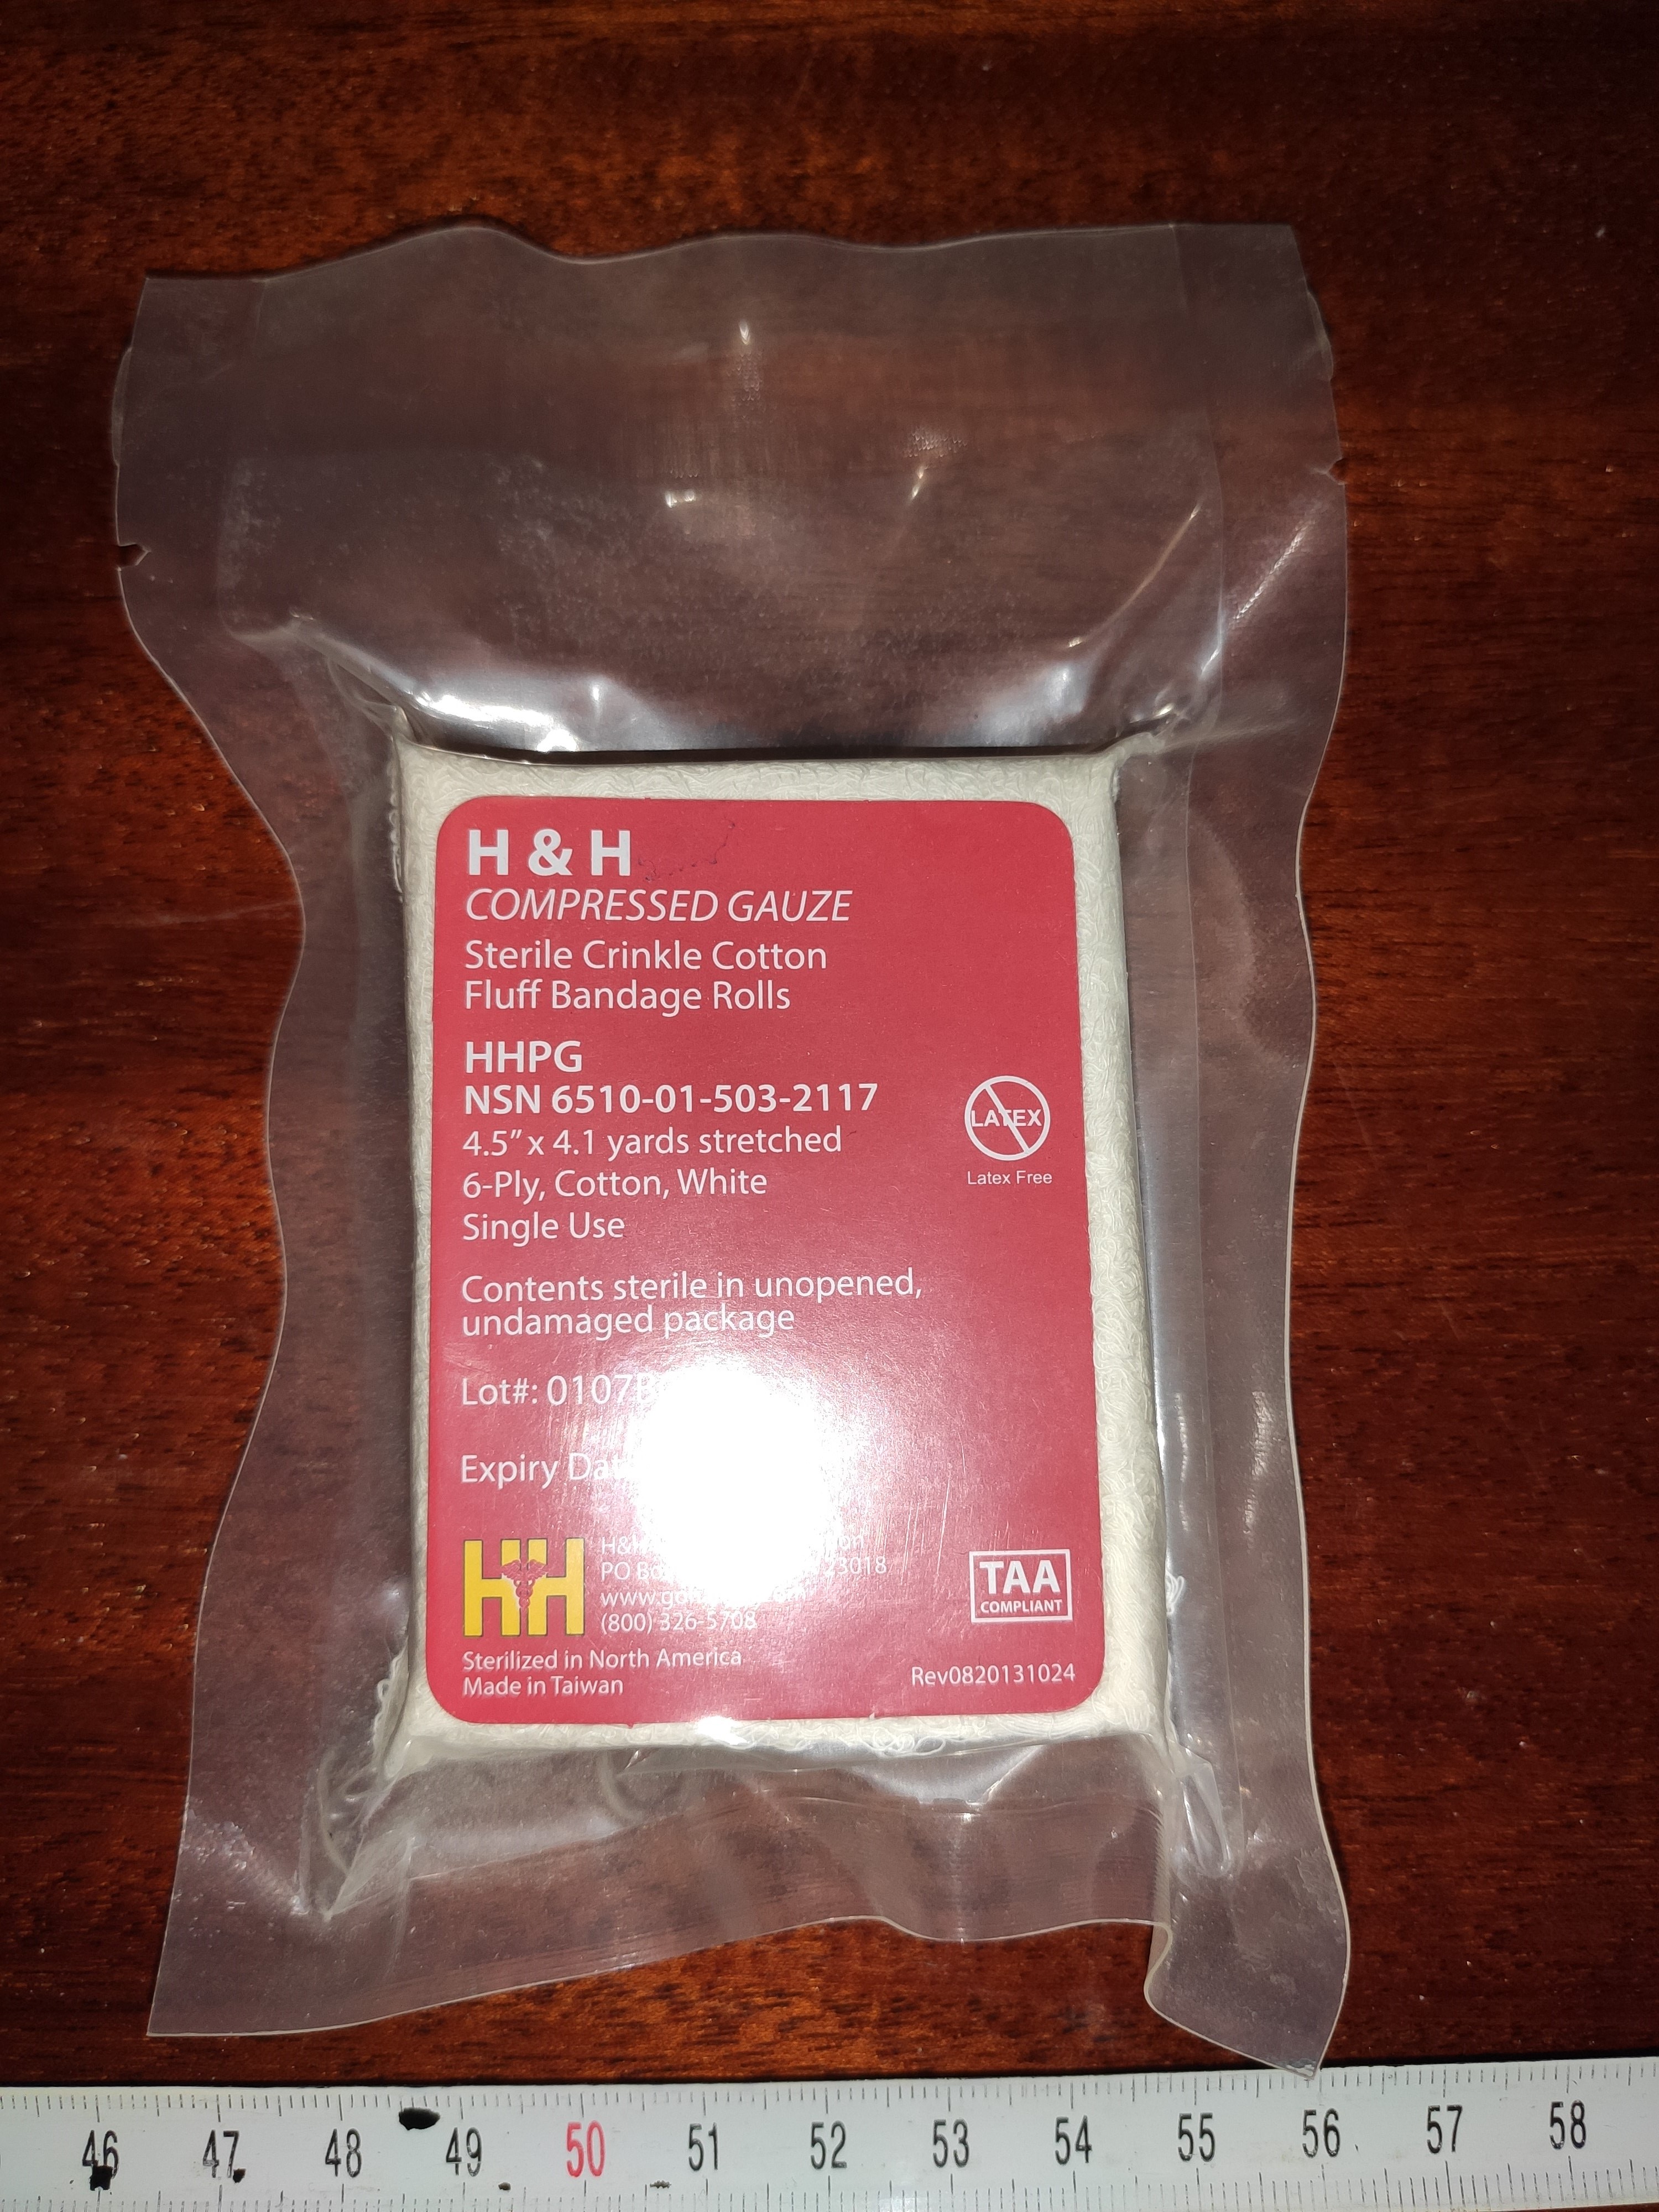 H & H
COMPRESSED GAUZE
Sterile Crinkle Cotton
Fluff Bandage Rolls
HHPG
NSN 6510-01-503-2117
4.5” x 4.1 yards stretched
6-Ply, Cotton, White
Single Use
LATEX
Latex Free
Contents sterile in unopened,
undamaged package
Lot#:
Expiry
HH
PO 23018
(800) 326-5708
TAA
COMPLIANT
Sterilized in North America
Made in Taiwan
Rev0820131024
46 47 48 49 50 51 52 53 54 55 56 57 58